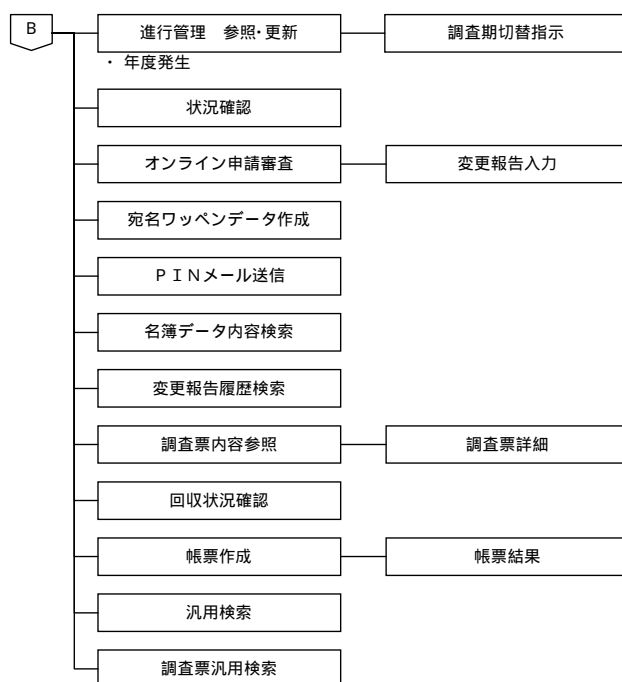 B
進行管理　参照・更新
調査期切替指示
・ 年度発生
状況確認
オンライン申請審査
変更報告入力
宛名ワッペンデータ作成
ＰＩＮメール送信
名簿データ内容検索
変更報告履歴検索
調査票内容参照
調査票詳細
回収状況確認
帳票作成
帳票結果
汎用検索
調査票汎用検索